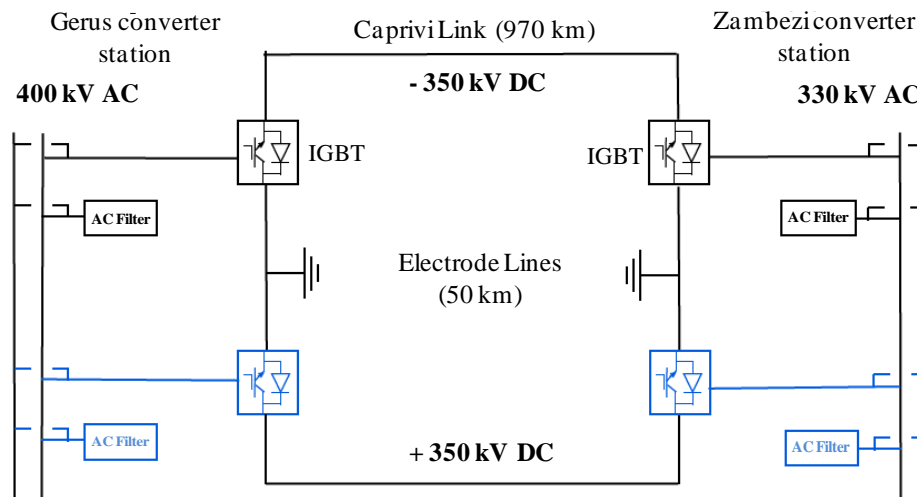 Gerus converter
station
400 kV AC
Caprivi Link (970 km)
- 350 kV DC
Zambezi converter
station
330 kV AC
IGBT
IGBT
AC Filter
AC Filter
Electrode Lines
(50 km)
AC Filter
AC Filter
+ 350 kV DC